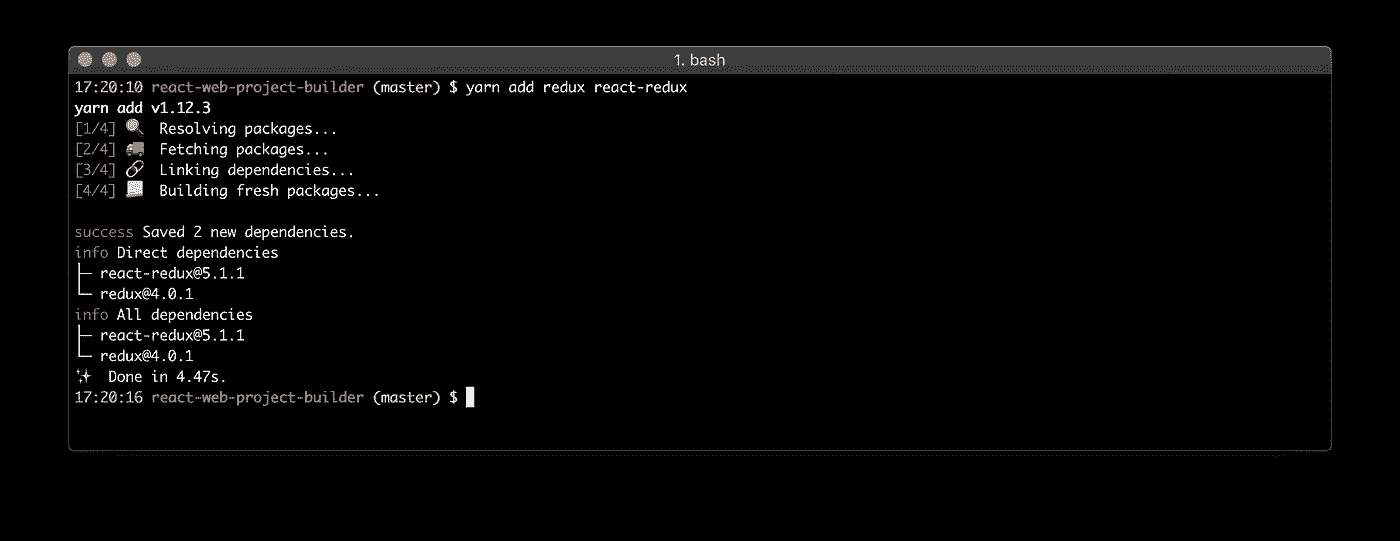 1. bash
17:20:10 react-web-project-builder (master) $ yarn add redux react-redux
yarn add v1.12.3
[1/4] 🔍 Resolving packages...
[2/4] 🚚 Fetching packages...
[3/4] 🔗 Linking dependencies...
[4/4] 📃 Building fresh packages...
success Saved 2 new dependencies.
info Direct dependencies
├─ react-redux@5.1.1
└─ redux@4.0.1
info All dependencies
├─ react-redux@5.1.1
└─ redux@4.0.1
✨ Done in 4.47s.
17:20:16 react-web-project-builder (master) $